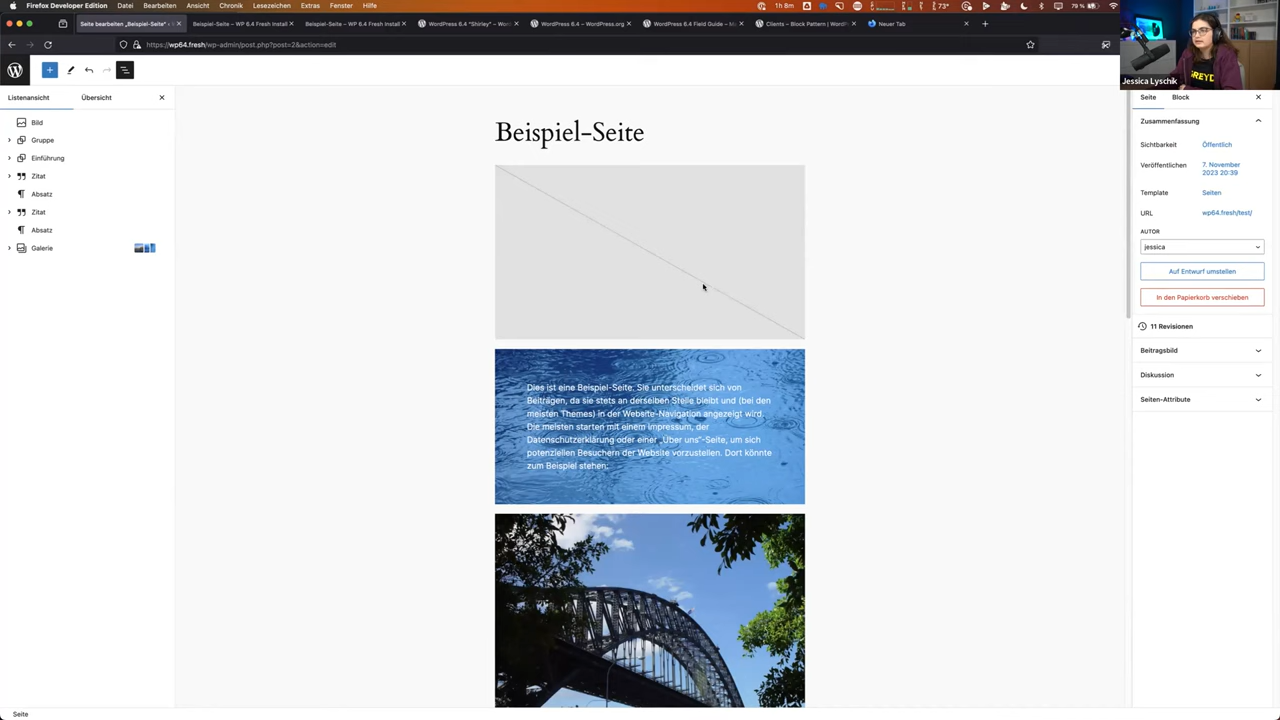 Firefox Developer Edition Datei Bearbeiten Ansicht Chronik Lesezeichen Extras Fenster Hilfe
1h 8m
79 %
Seite bearbeiten „Beispiel-Seite“
Beispiel-Seite – WP 6.4 Fresh Install
Beispiel-Seite – WP 6.4 Fresh Install
WordPress 6.4 “Shirley” – Wor
WordPress 6.4 – WordPress.org
WordPress 6.4 Field Guide – M
Clients – Block Pattern | WordP
Neuer Tab
https://wp64.fresh/wp-admin/post.php?post=2&action=edit
Jessica Lyschik
Listenansicht
Übersicht
Bild
Gruppe
Einführung
Zitat
Absatz
Zitat
Absatz
Galerie
Beispiel-Seite
Dies ist eine Beispiel-Seite. Sie unterscheidet sich von
Beiträgen, da sie stets an derselben Stelle bleibt und (bei den
meisten Themes) in der Website-Navigation angezeigt wird.
Die meisten starten mit einem Impressum, der
Datenschutzerklärung oder einer „Über uns“-Seite, um sich
potenziellen Besuchern der Website vorzustellen. Dort könnte
zum Beispiel stehen:
Seite
Block
Zusammenfassung
Sichtbarkeit Öffentlich
Veröffentlichen 7. November
2023 20:39
Template Seiten
URL wp64.fresh/test/
AUTOR
jessica
Auf Entwurf umstellen
In den Papierkorb verschieben
11 Revisionen
Beitragsbild
Diskussion
Seiten-Attribute
Seite